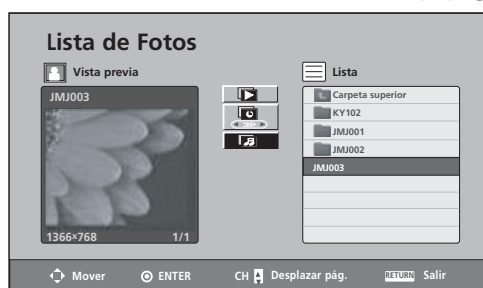 Lista de Fotos
Vista previa
JMJ003
1366×768 1/1
Lista
Carpeta superior
KY102
JMJ001
JMJ002
JMJ003
Mover ENTER CH Desplazar pág. RETURN Salir